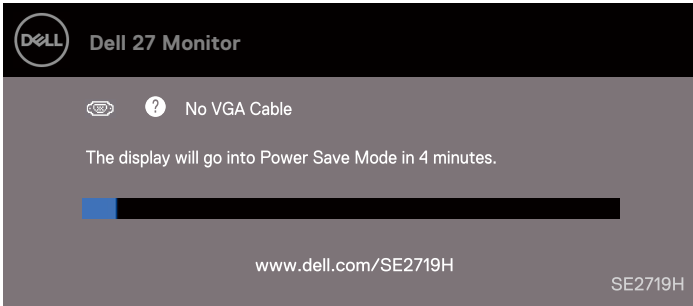 DELL
Dell 27 Monitor
? No VGA Cable
The display will go into Power Save Mode in 4 minutes.
www.dell.com/SE2719H
SE2719H